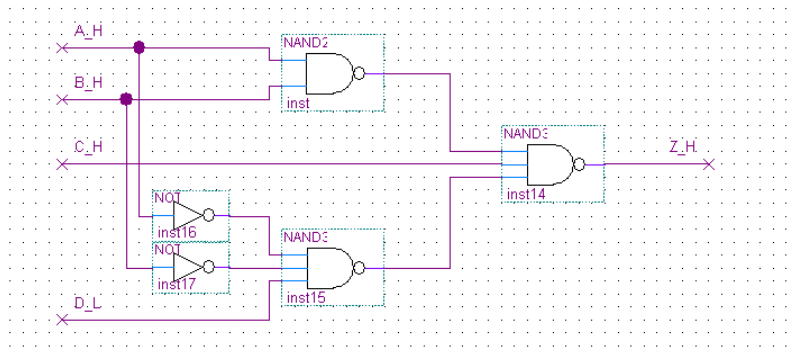 A_H
NAND2
B_H
inst
NAND3
C_H
Z_H
inst14
NOT
inst16
NAND3
NOT
inst17
inst15
D_L